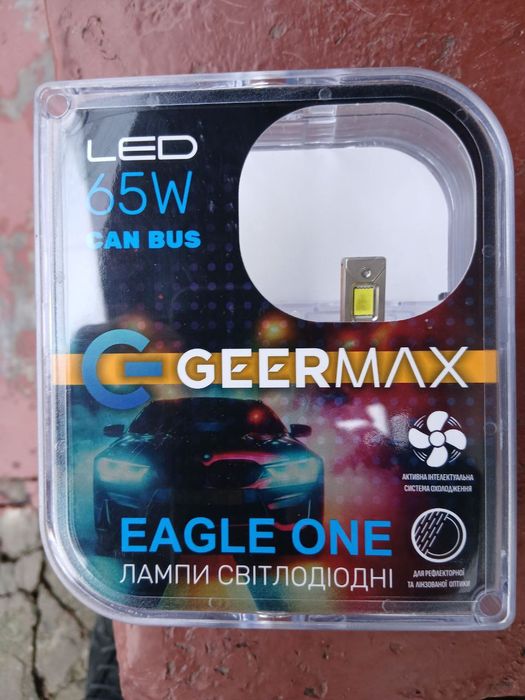 LED
65W
CAN BUS
GEERMAX
АКТИВНА ІНТЕЛЕКТУАЛЬНА
СИСТЕМА ОХОЛОДЖЕННЯ
EAGLE ONE
ЛАМПИ СВІТЛОДІОДНІ
ДЛЯ РЕФЛЕКТОРНОЇ
ТА ЛІНЗОВАНОЇ ОПТИКИ